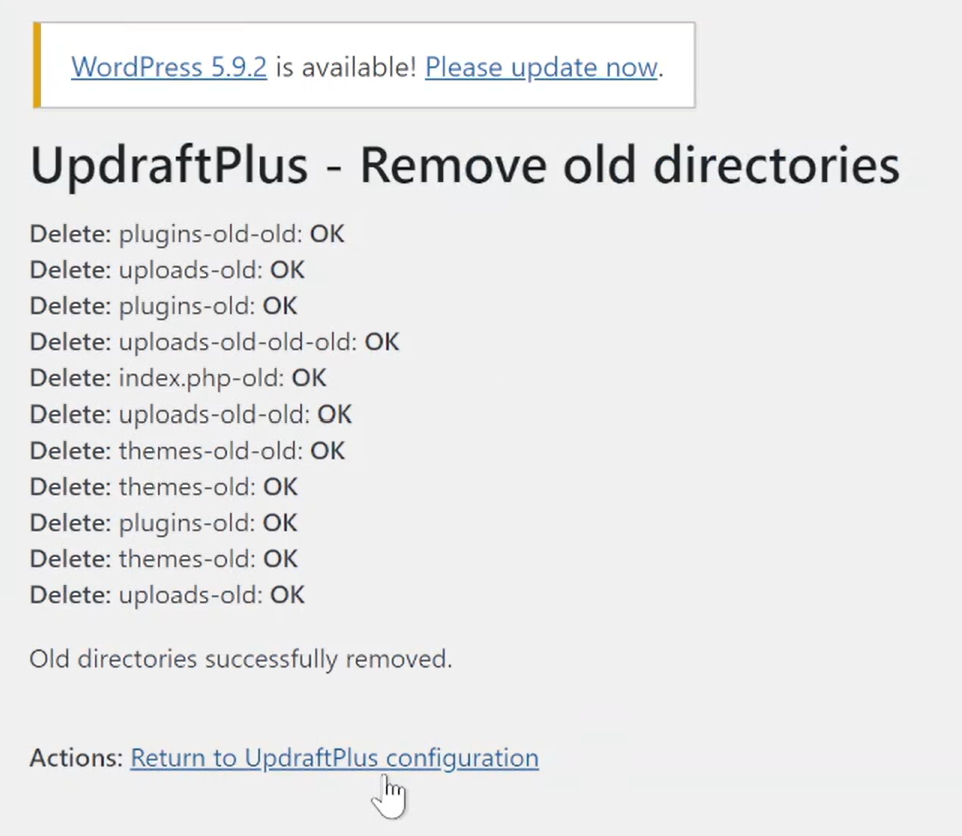 WordPress 5.9.2 is available! Please update now.
UpdraftPlus - Remove old directories
Delete: plugins-old-old: OK
Delete: uploads-old: OK
Delete: plugins-old: OK
Delete: uploads-old-old-old: OK
Delete: index.php-old: OK
Delete: uploads-old-old: OK
Delete: themes-old-old: OK
Delete: themes-old: OK
Delete: plugins-old: OK
Delete: themes-old: OK
Delete: uploads-old: OK
Old directories successfully removed.
Actions: Return to UpdraftPlus configuration